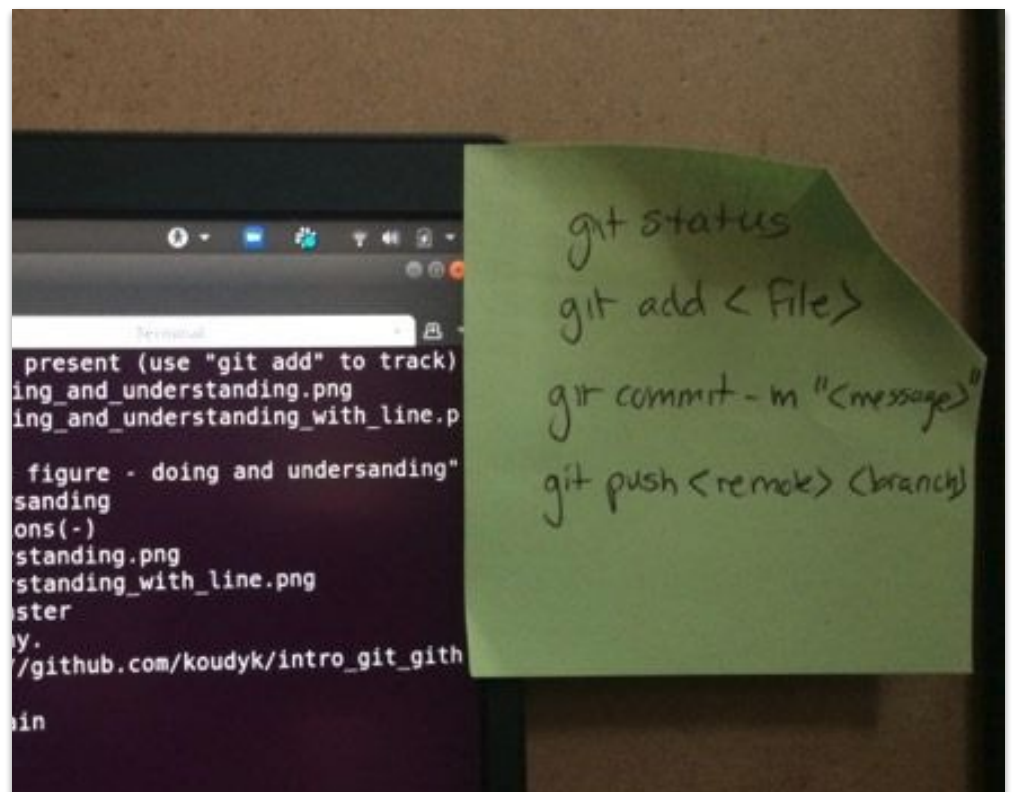 Terminal
present (use "git add" to track)
ing_and_understanding.png
ing_and_understanding_with_line.p
figure - doing and undersanding"
sanding
ons(-)
standing.png
standing_with_line.png
ster
y.
/github.com/koudyk/intro_git_gith
ain
git status
git add <file>
git commit -m "<message>"
git push <remote> <branch>